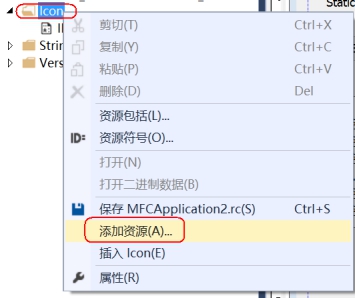 Static
Icon
剪切(T) Ctrl+X
复制(Y) Ctrl+C
粘贴(P) Ctrl+V
删除(D) Del
资源包括(L)...
资源符号(O)...
打开(N)
打开二进制数据(B)
保存 MFCApplication2.rc(S) Ctrl+S
添加资源(A)...
插入 Icon(E)
属性(R)
ID=
Strin
Vers